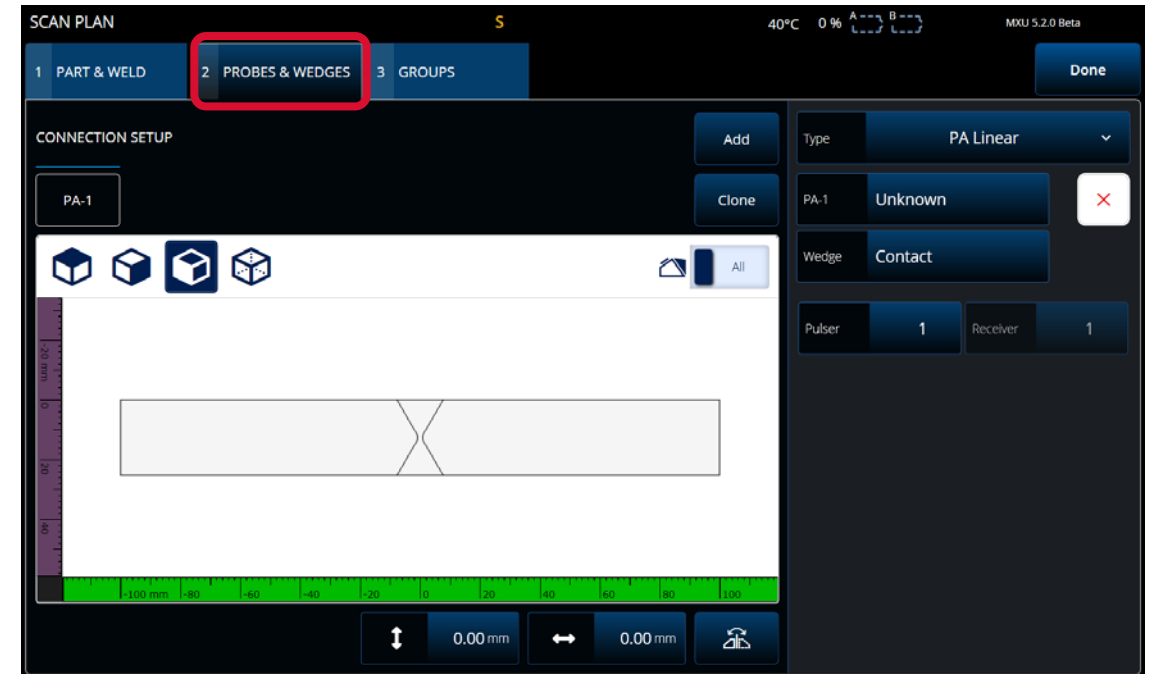 SCAN PLAN S 40°C 0 % A B MXU 5.2.0 Beta
1 PART & WELD 2 PROBES & WEDGES 3 GROUPS Done
CONNECTION SETUP Add Type PA Linear
PA-1 Clone PA-1 Unknown
All Wedge Contact
Pulser 1 Receiver 1
-20 mm
0
20
40
-100 mm -80 -60 -40 -20 0 20 40 60 80 100
0.00 mm 0.00 mm